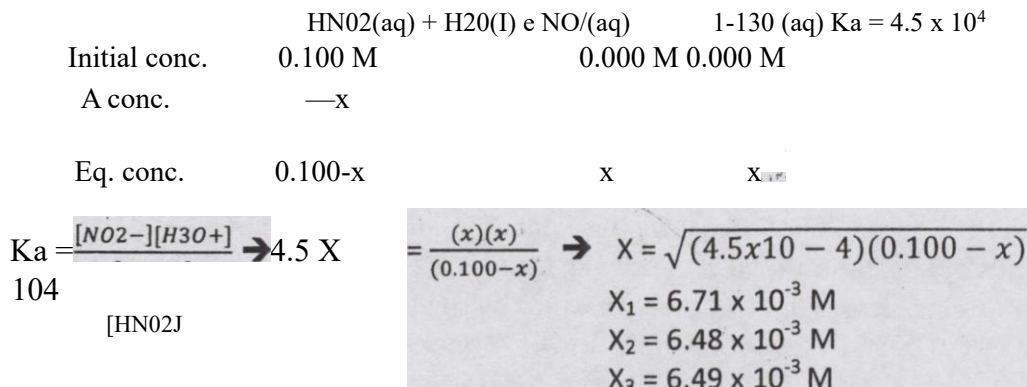 HN02(aq) + H20(I) e NO/(aq) 1-130 (aq) Ka = 4.5 x 10⁴
Initial conc. 0.100 M 0.000 M 0.000 M
A conc. —x
Eq. conc. 0.100-x x x
Ka = [NO2−][H3O+] ➔4.5 X = (x)(x) / (0.100−x) ➔ X = √(4.5x10 − 4)(0.100 − x)
104
[HN02J
X₁ = 6.71 x 10⁻³ M
X₂ = 6.48 x 10⁻³ M
X₃ = 6.49 x 10⁻³ M